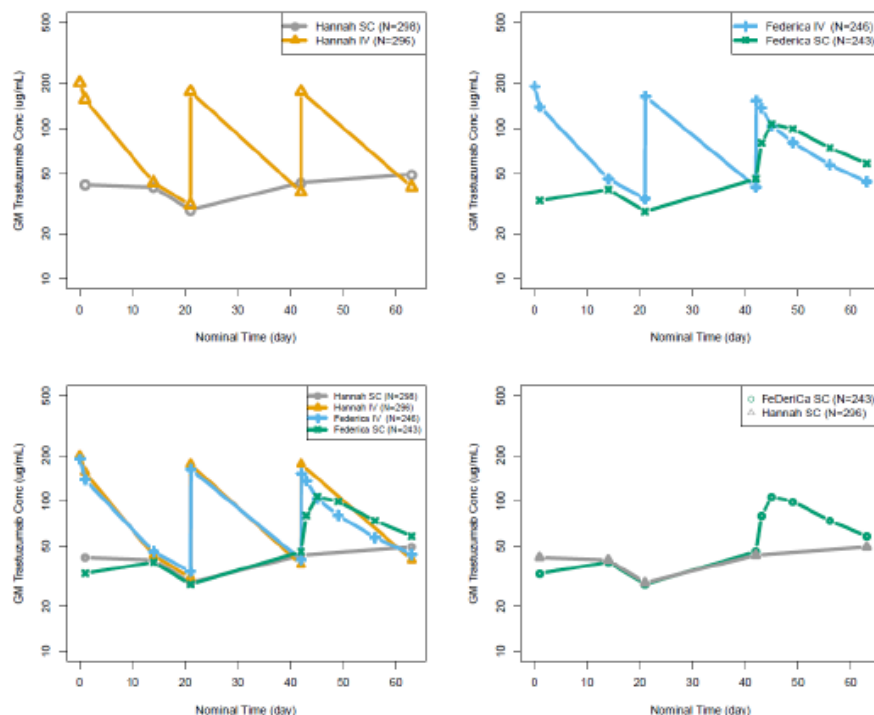 500
200
100
50
20
10
GM Trastuzumab Conc (ug/mL)
Hannah SC (N=298)
Hannah IV (N=296)
0 10 20 30 40 50 60
Nominal Time (day)
500
200
100
50
20
10
GM Trastuzumab Conc (ug/mL)
Federica IV (N=246)
Federica SC (N=243)
0 10 20 30 40 50 60
Nominal Time (day)
500
200
100
50
20
10
GM Trastuzumab Conc (ug/mL)
Hannah SC (N=298)
Hannah IV (N=296)
Federica IV (N=246)
Federica SC (N=243)
0 10 20 30 40 50 60
Nominal Time (day)
500
200
100
50
20
10
GM Trastuzumab Conc (ug/mL)
FeDeriCa SC (N=243)
Hannah SC (N=296)
0 10 20 30 40 50 60
Nominal Time (day)